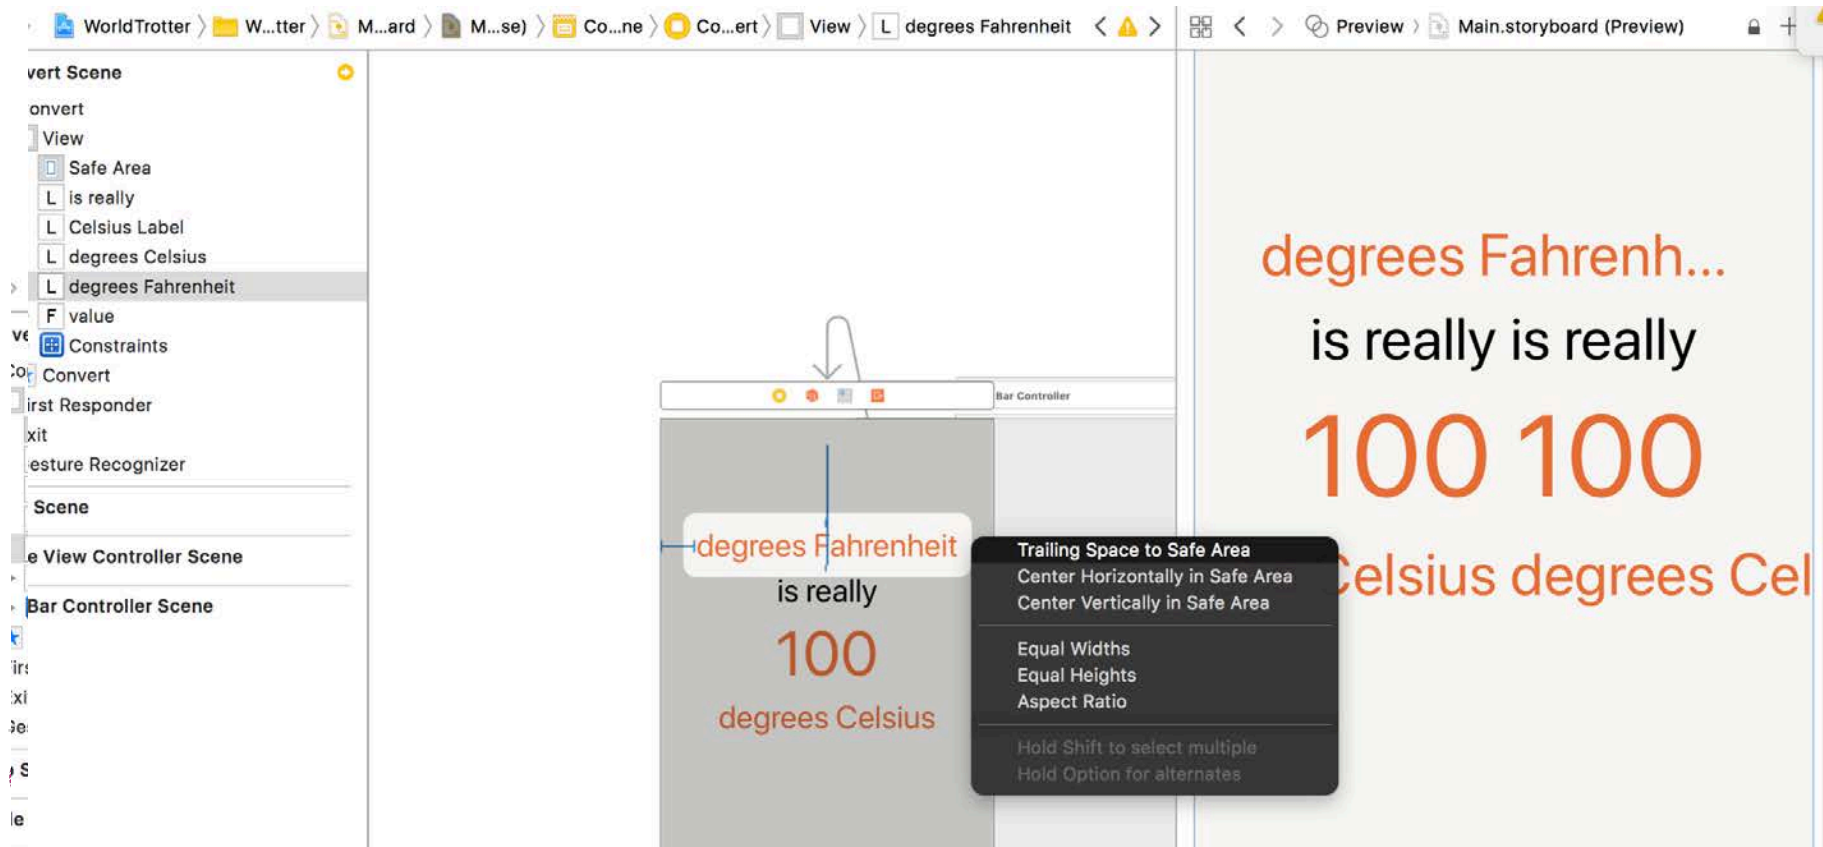 WorldTrotter W...tter M...ard M...se) Co...ne Co...ert View L degrees Fahrenheit
Preview Main.storyboard (Preview)
vert Scene
onvert
View
Safe Area
L is really
L Celsius Label
L degrees Celsius
L degrees Fahrenheit
F value
Constraints
Convert
irst Responder
xit
esture Recognizer
Scene
e View Controller Scene
Bar Controller Scene
Bar Controller
degrees Fahrenheit
is really
100
degrees Celsius
Trailing Space to Safe Area
Center Horizontally in Safe Area
Center Vertically in Safe Area
Equal Widths
Equal Heights
Aspect Ratio
Hold Shift to select multiple
Hold Option for alternates
degrees Fahrenh...
is really is really
100 100
Celsius degrees Cel